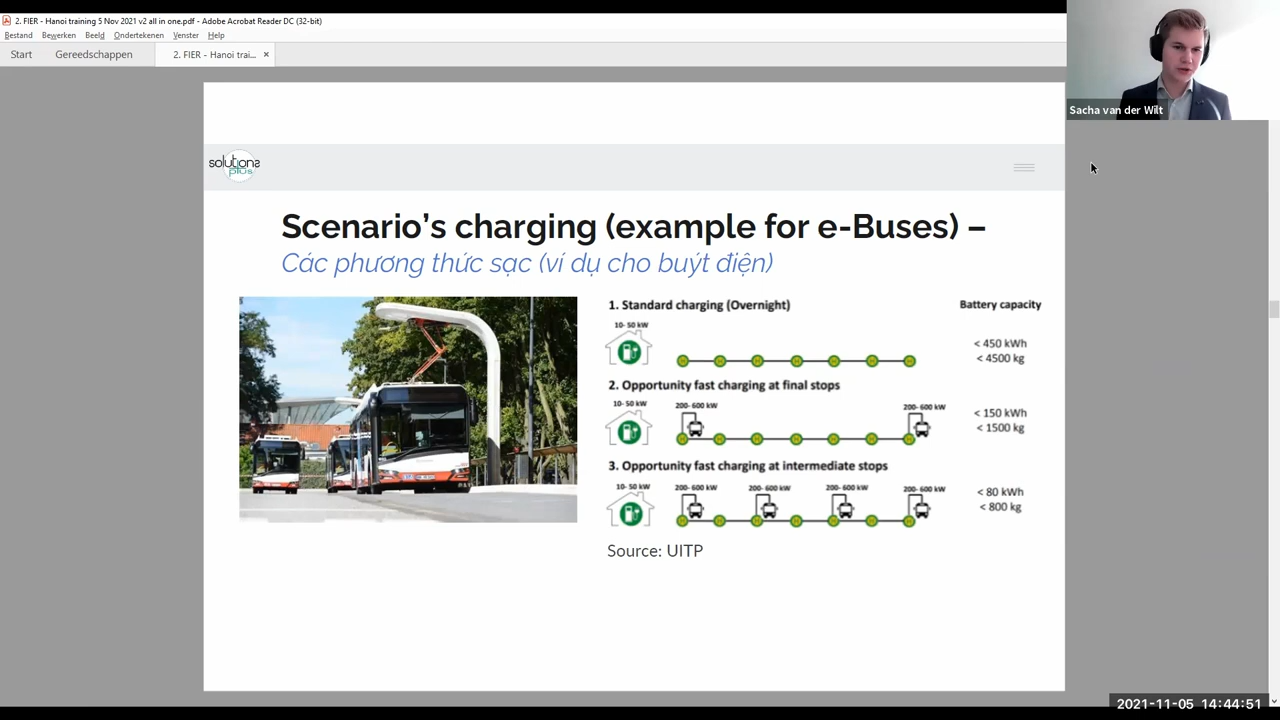 2. FIER - Hanoi training 5 Nov 2021 v2 all in one.pdf - Adobe Acrobat Reader DC (32-bit)
Bestand Bewerken Beeld Ondertekenen Venster Help
Start Gereedschappen 2. FIER - Hanoi trai... ×
Sacha van der Wilt
solutions
plus
Scenario's charging (example for e-Buses) –
Các phương thức sạc (ví dụ cho buýt điện)
1. Standard charging (Overnight) Battery capacity
10- 50 kW
< 450 kWh
< 4500 kg
2. Opportunity fast charging at final stops
10- 50 kW 200- 600 kW 200- 600 kW
< 150 kWh
< 1500 kg
3. Opportunity fast charging at intermediate stops
10- 50 kW 200- 600 kW 200- 600 kW 200- 600 kW 200- 600 kW
< 80 kWh
< 800 kg
Source: UITP
2021-11-05 14:44:51